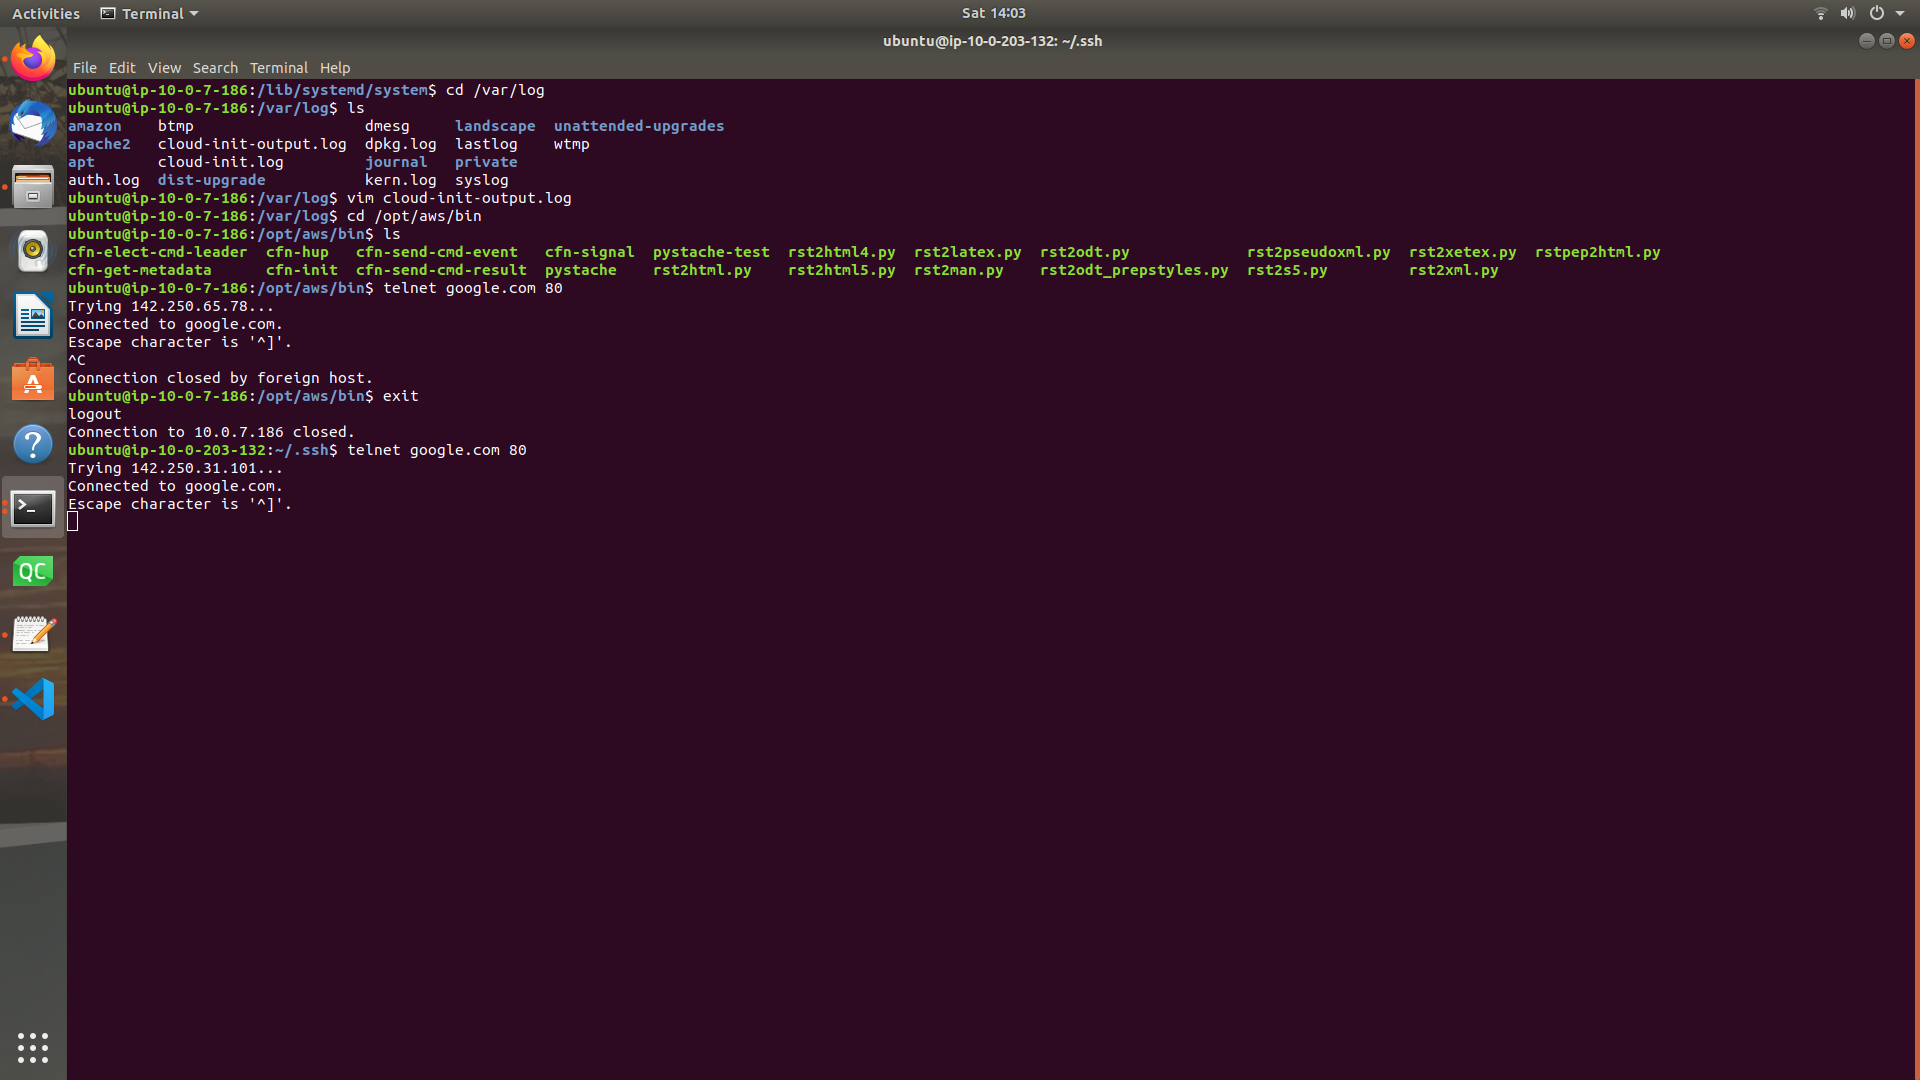 Activities Terminal Sat 14:03
ubuntu@ip-10-0-203-132: ~/.ssh
File Edit View Search Terminal Help
ubuntu@ip-10-0-7-186:/lib/systemd/system$ cd /var/log
ubuntu@ip-10-0-7-186:/var/log$ ls
amazon btmp dmesg landscape unattended-upgrades
apache2 cloud-init-output.log dpkg.log lastlog wtmp
apt cloud-init.log journal private
auth.log dist-upgrade kern.log syslog
ubuntu@ip-10-0-7-186:/var/log$ vim cloud-init-output.log
ubuntu@ip-10-0-7-186:/var/log$ cd /opt/aws/bin
ubuntu@ip-10-0-7-186:/opt/aws/bin$ ls
cfn-elect-cmd-leader cfn-hup cfn-send-cmd-event cfn-signal pystache-test rst2html4.py rst2latex.py rst2odt.py rst2pseudoxml.py rst2xetex.py rstpep2html.py
cfn-get-metadata cfn-init cfn-send-cmd-result pystache rst2html.py rst2html5.py rst2man.py rst2odt_prepstyles.py rst2s5.py rst2xml.py
ubuntu@ip-10-0-7-186:/opt/aws/bin$ telnet google.com 80
Trying 142.250.65.78...
Connected to google.com.
Escape character is '^]'.
^C
Connection closed by foreign host.
ubuntu@ip-10-0-7-186:/opt/aws/bin$ exit
logout
Connection to 10.0.7.186 closed.
ubuntu@ip-10-0-203-132:~/.ssh$ telnet google.com 80
Trying 142.250.31.101...
Connected to google.com.
Escape character is '^]'.
QC